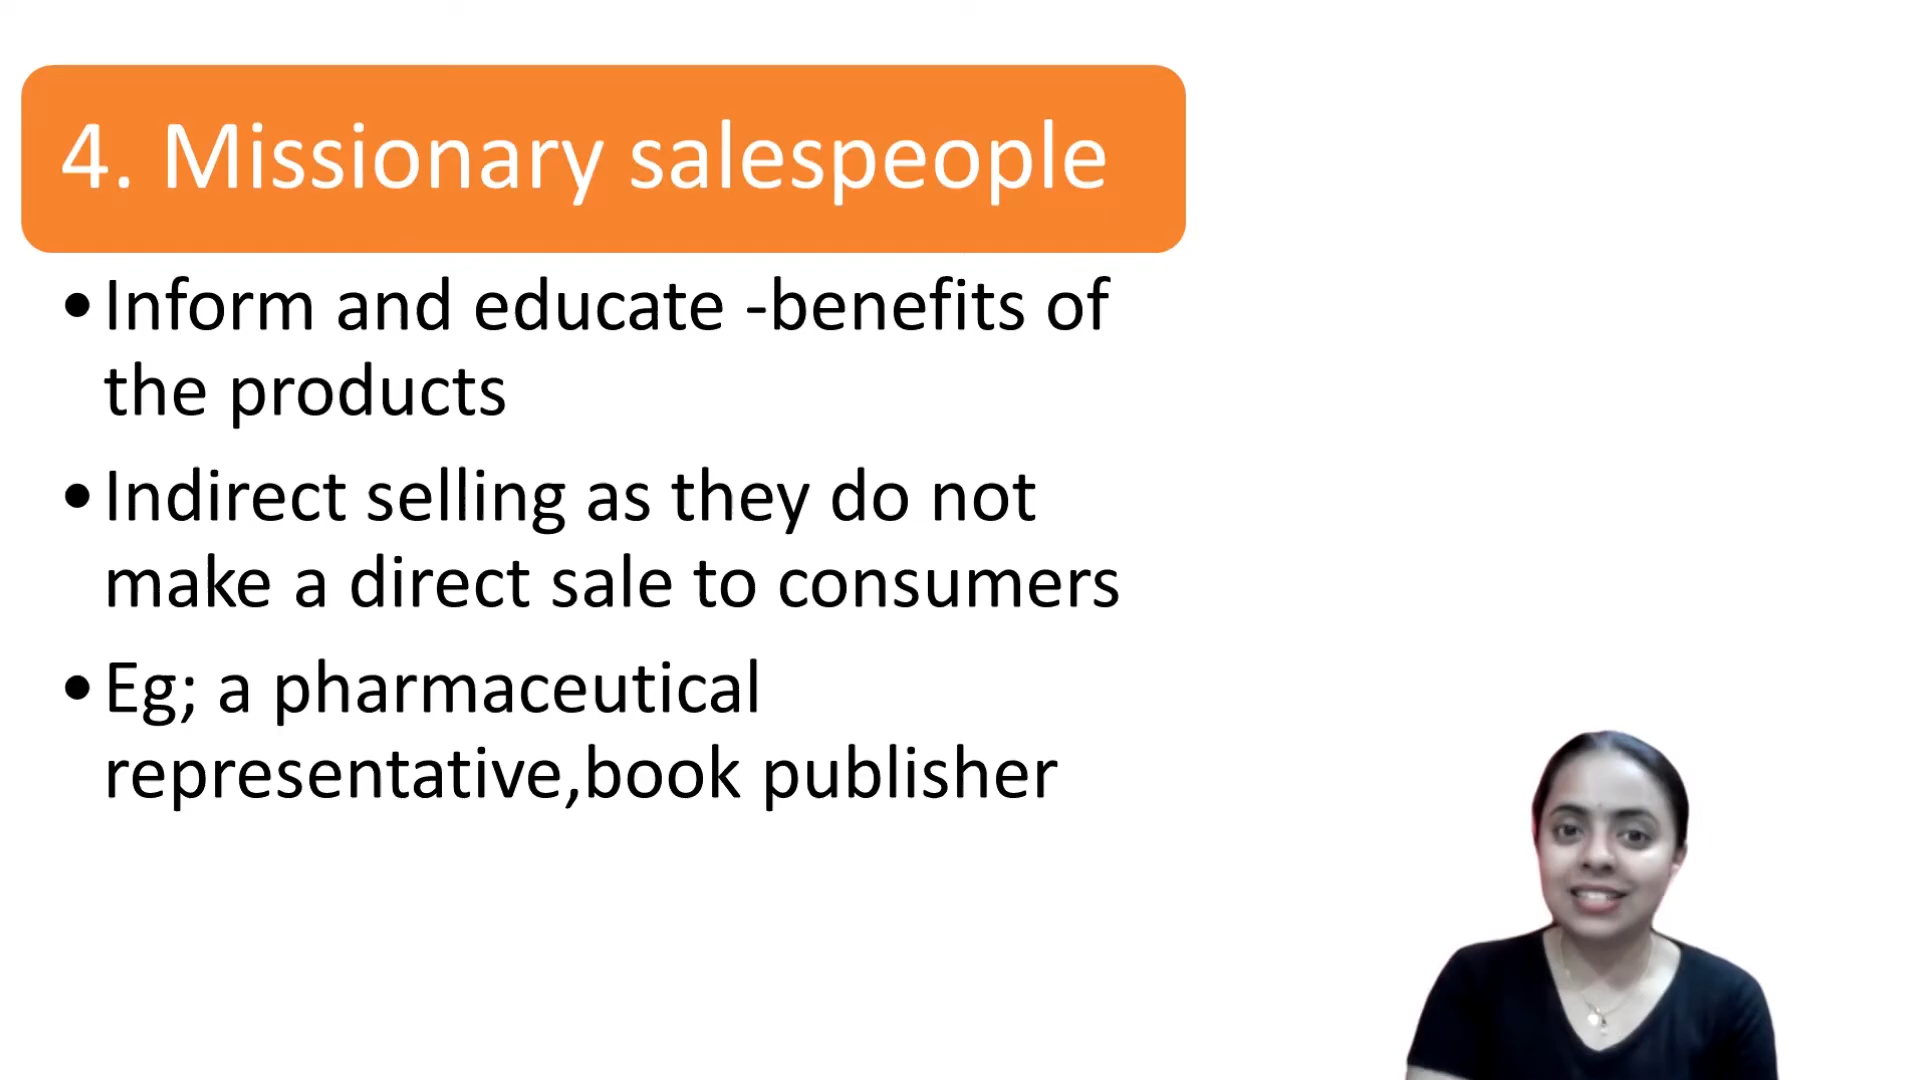 4. Missionary salespeople
•Inform and educate -benefits of
the products
•Indirect selling as they do not
make a direct sale to consumers
•Eg; a pharmaceutical
representative,book publisher